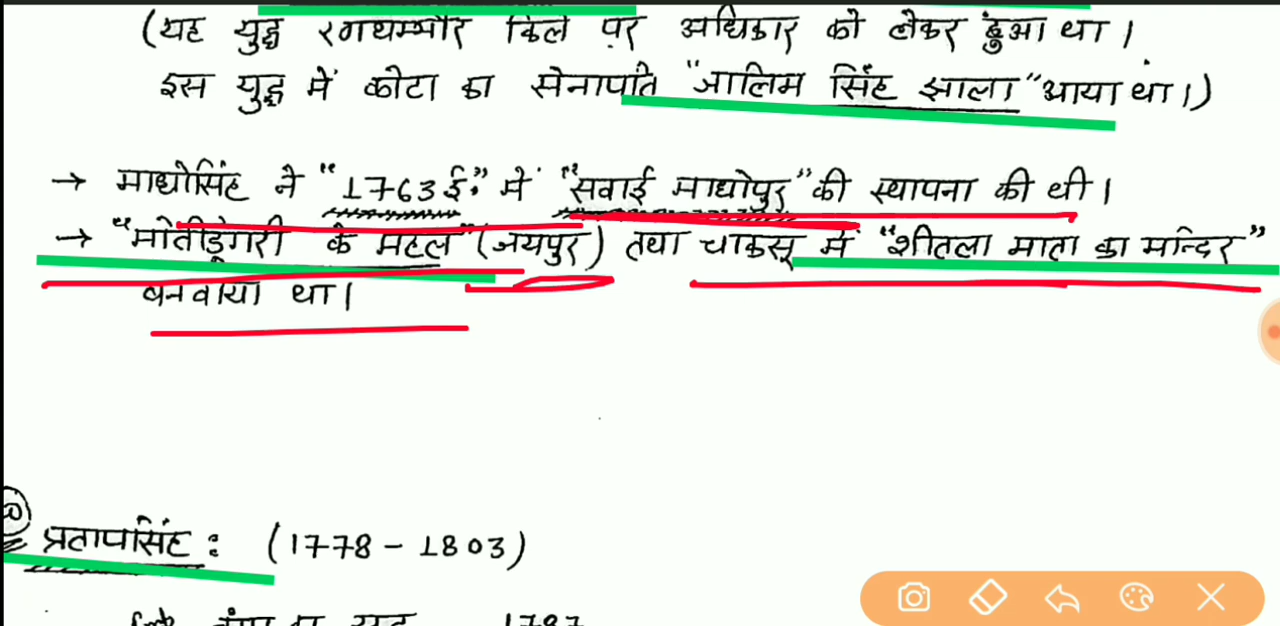 (यह युद्ध रणथम्भौर किले पर अधिकार को लेकर हुआ था।
इस युद्ध में कोटा का सेनापति "जालिम सिंह झाला" आया था।)
→ माधोसिंह ने "1763 ई." में "सवाई माधोपुर" की स्थापना की थी।
→ "मोतीडूंगरी के महल" (जयपुर) तथा चाकसू में "शीतला माता का मन्दिर"
बनवाया था।
प्रतापसिंह : (1778 - 1803)
1787